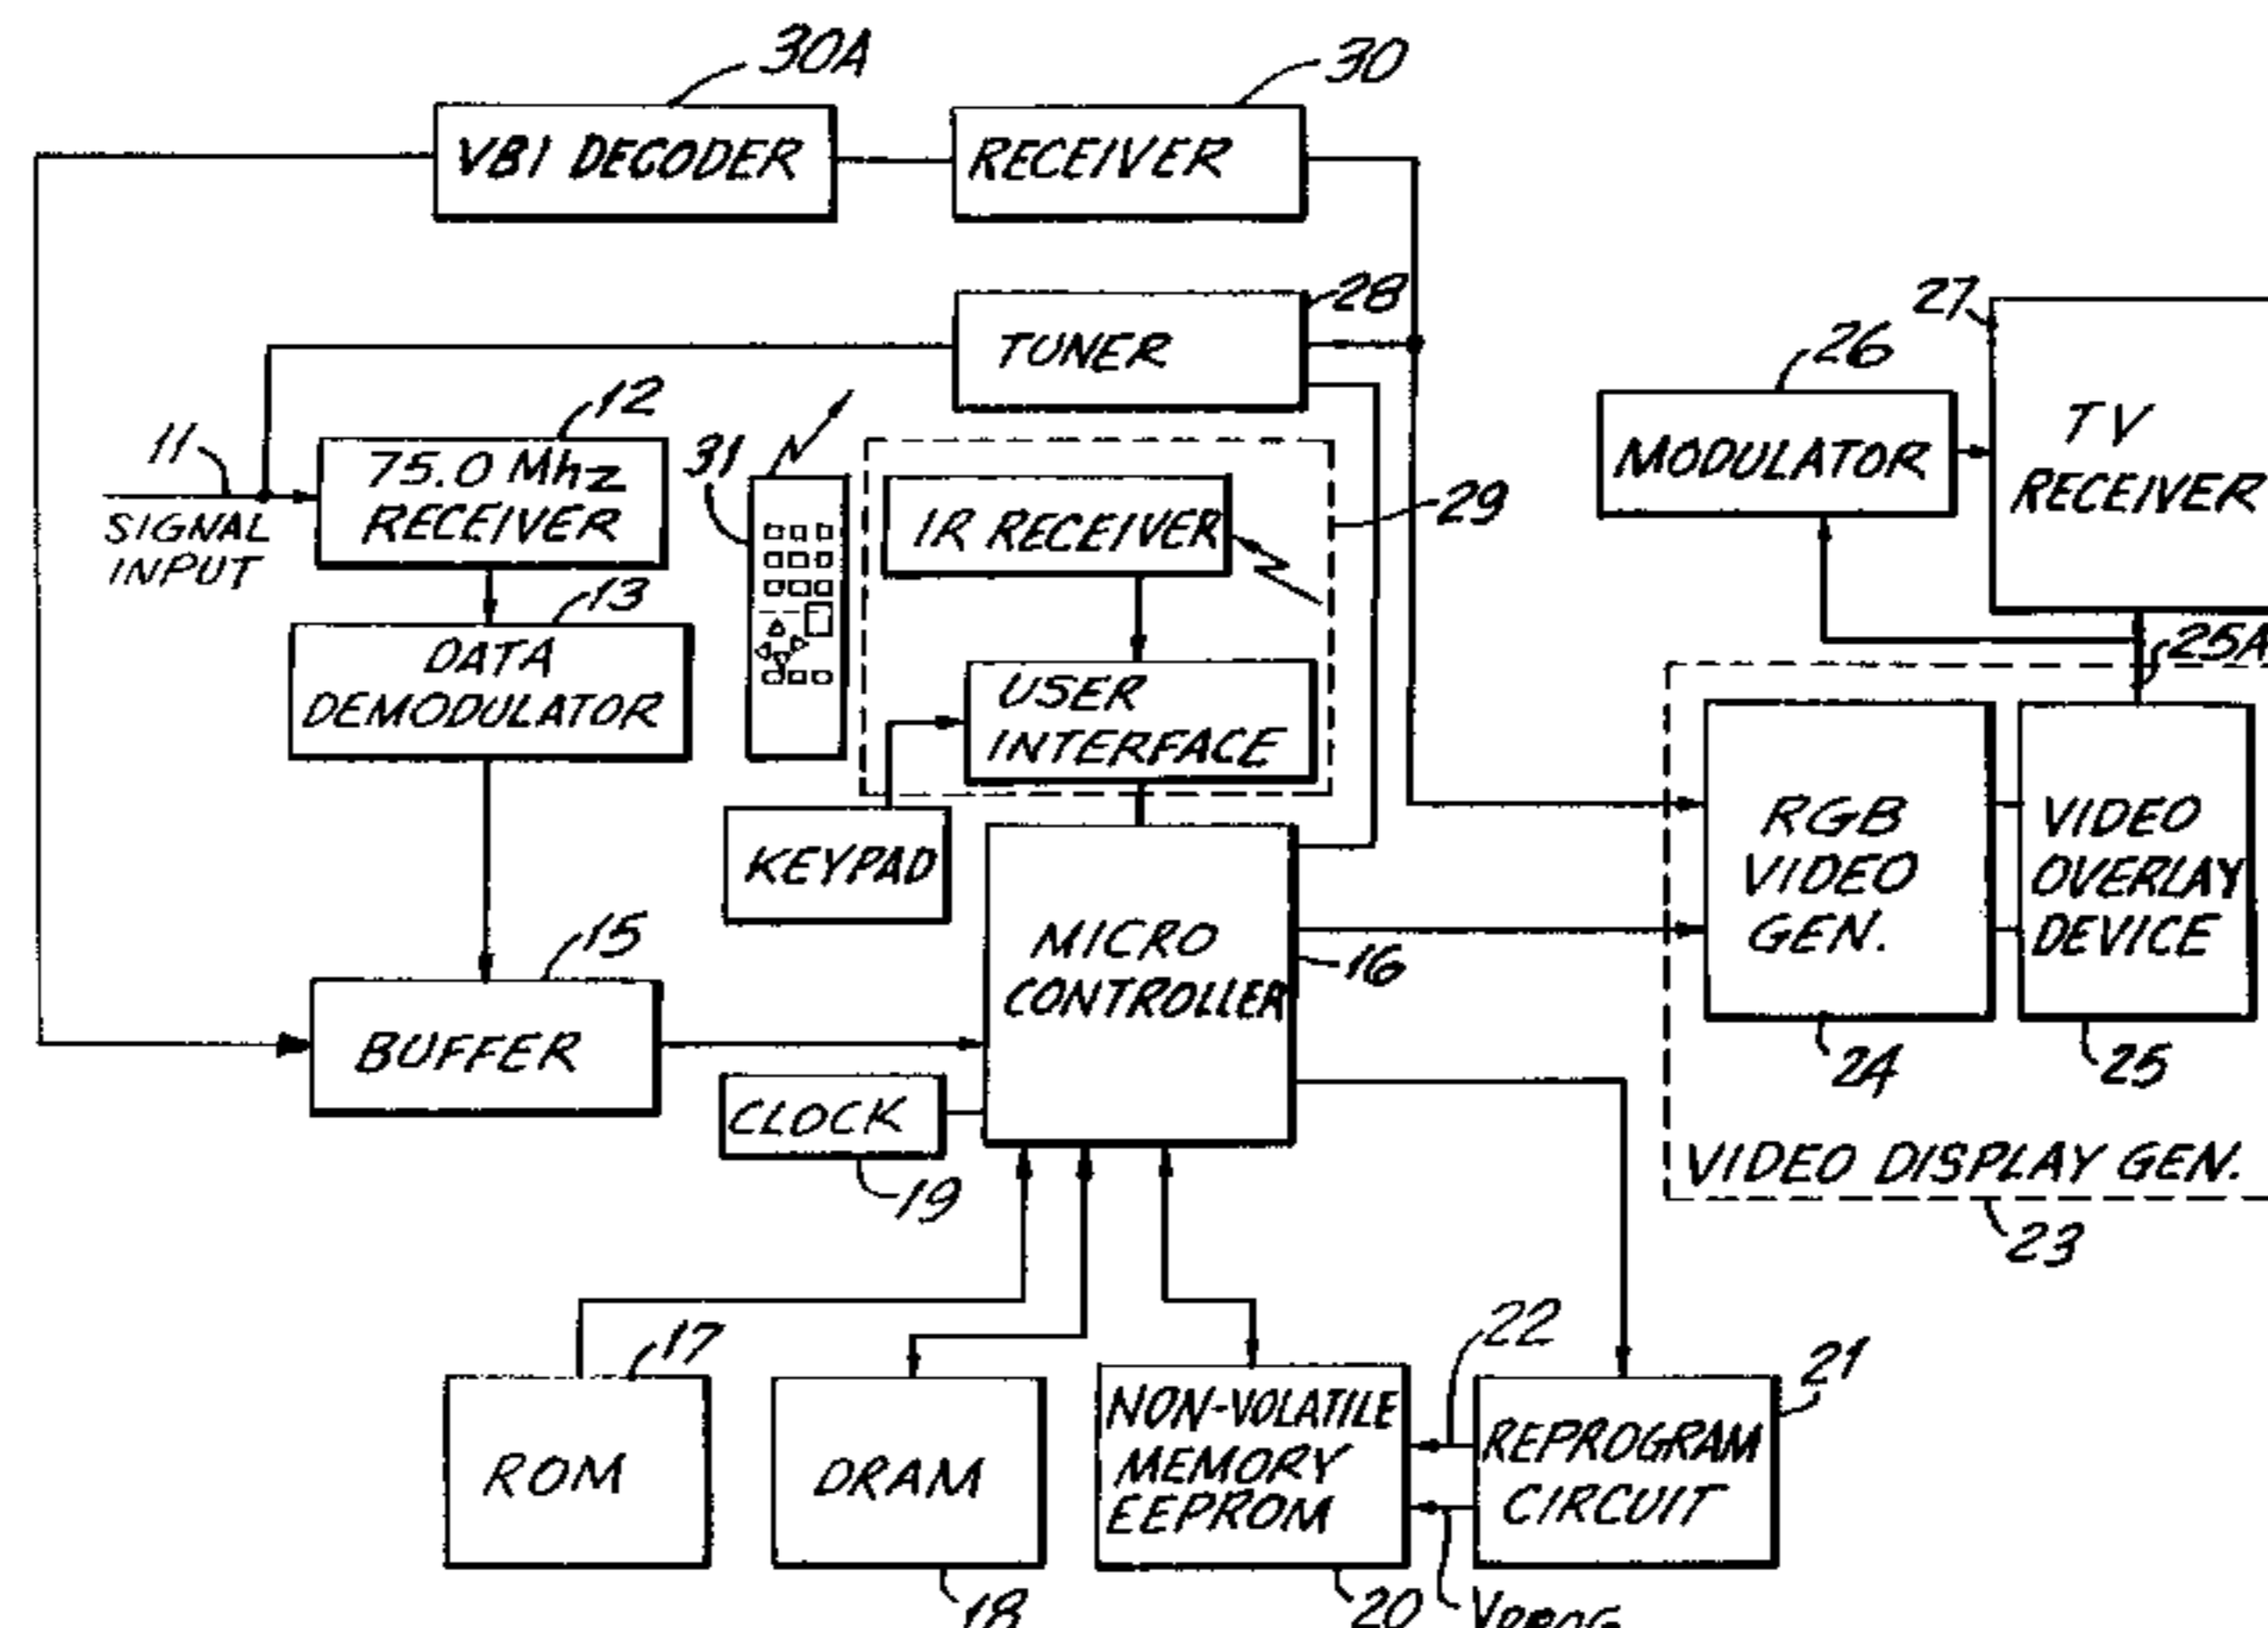 30A
30
VBI DECODER
RECEIVER
28
TUNER
27
26
12
11
75.0 Mhz
RECEIVER
SIGNAL
INPUT
31
IR RECEIVER
29
MODULATOR
TV
RECEIVER
13
DATA
DEMODULATOR
USER
INTERFACE
25A
KEYPAD
RGB
VIDEO
GEN.
VIDEO
OVERLAY
DEVICE
15
BUFFER
MICRO
CONTROLLER
16
24
25
CLOCK
19
VIDEO DISPLAY GEN.
23
17
ROM
DRAM
18
NON-VOLATILE
MEMORY
EEPROM
20
22
21
REPROGRAM
CIRCUIT
VPROG